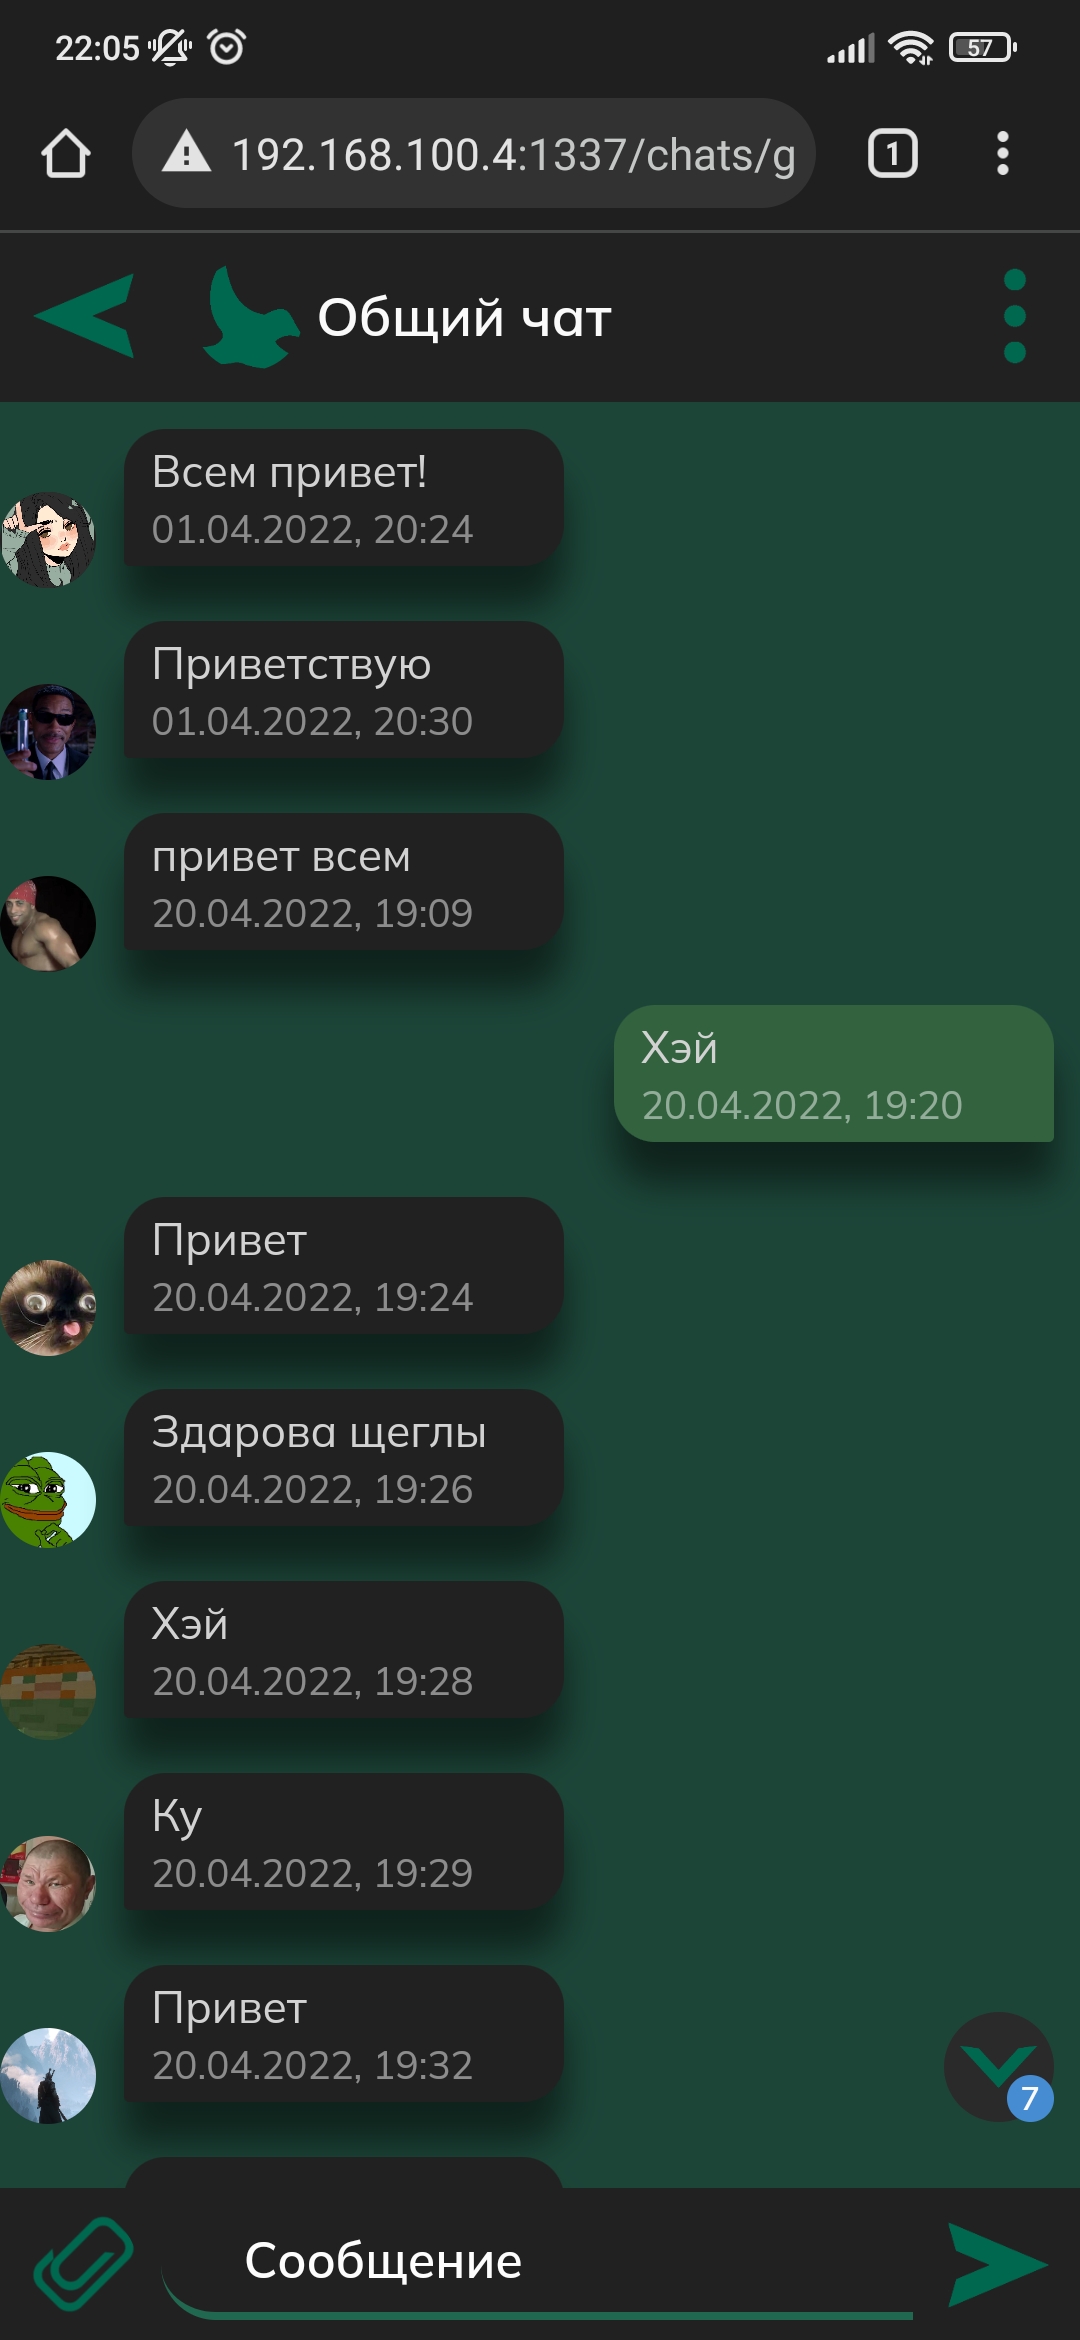 22:05
57
192.168.100.4:1337/chats/g
1
Общий чат
Всем привет!
01.04.2022, 20:24
Приветствую
01.04.2022, 20:30
привет всем
20.04.2022, 19:09
Хэй
20.04.2022, 19:20
Привет
20.04.2022, 19:24
Здарова щеглы
20.04.2022, 19:26
Хэй
20.04.2022, 19:28
Ку
20.04.2022, 19:29
Привет
20.04.2022, 19:32
7
Сообщение